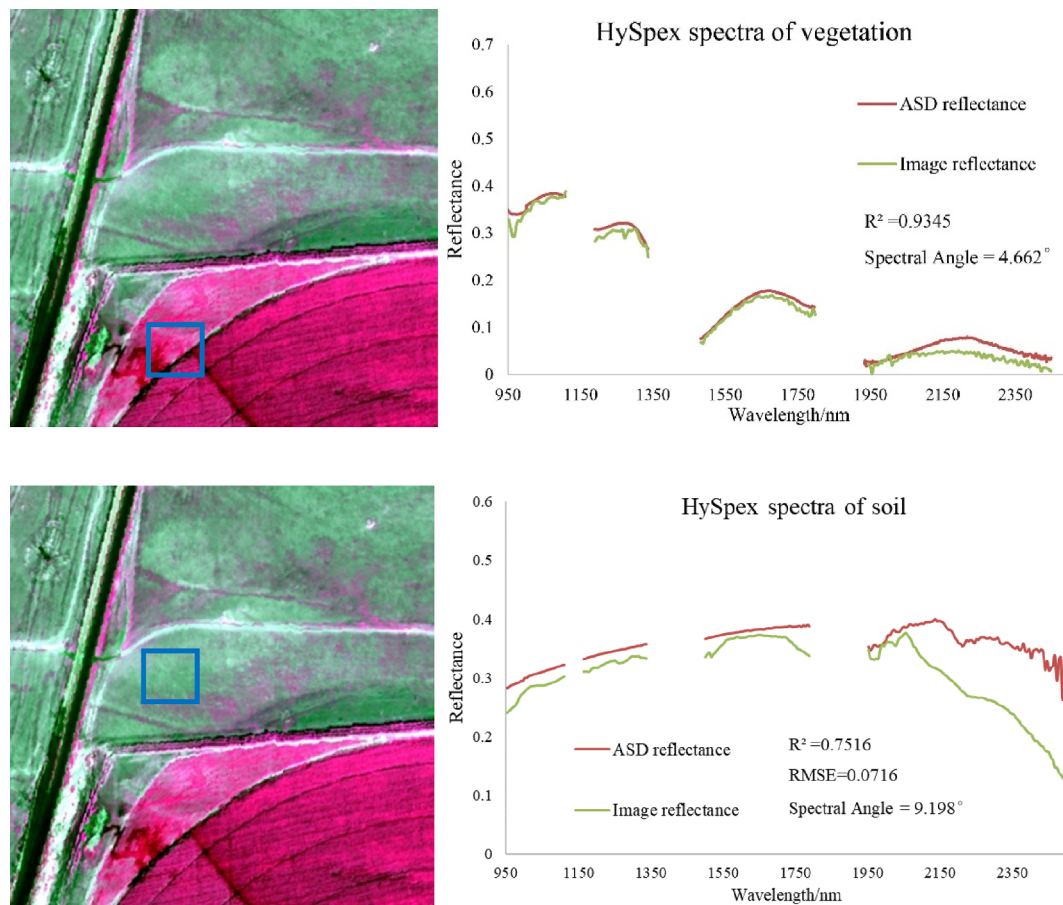 HySpex spectra of vegetation
0.7
0.6
0.5
0.4
0.3
0.2
0.1
0
Reflectance
ASD reflectance
Image reflectance
R² =0.9345
Spectral Angle = 4.662°
950 1150 1350 1550 1750 1950 2150 2350
Wavelength/nm
HySpex spectra of soil
0.6
0.5
0.4
0.3
0.2
0.1
0
Reflectance
ASD reflectance
Image reflectance
R² =0.7516
RMSE=0.0716
Spectral Angle = 9.198°
950 1150 1350 1550 1750 1950 2150 2350
Wavelength/nm